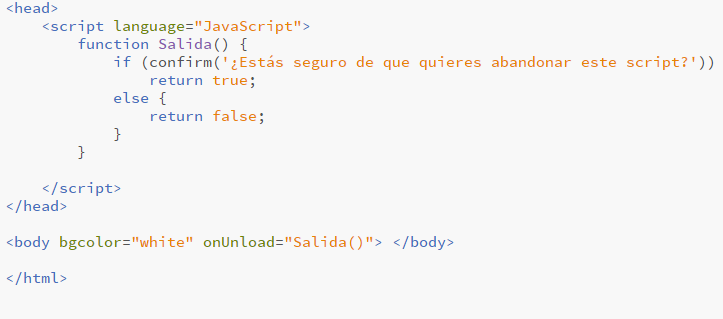 <head>
    <script language="JavaScript">
        function Salida() {
            if (confirm('¿Estás seguro de que quieres abandonar este script?'))
                return true;
            else {
                return false;
            }
        }

    </script>
</head>

<body bgcolor="white" onUnload="Salida()"> </body>

</html>